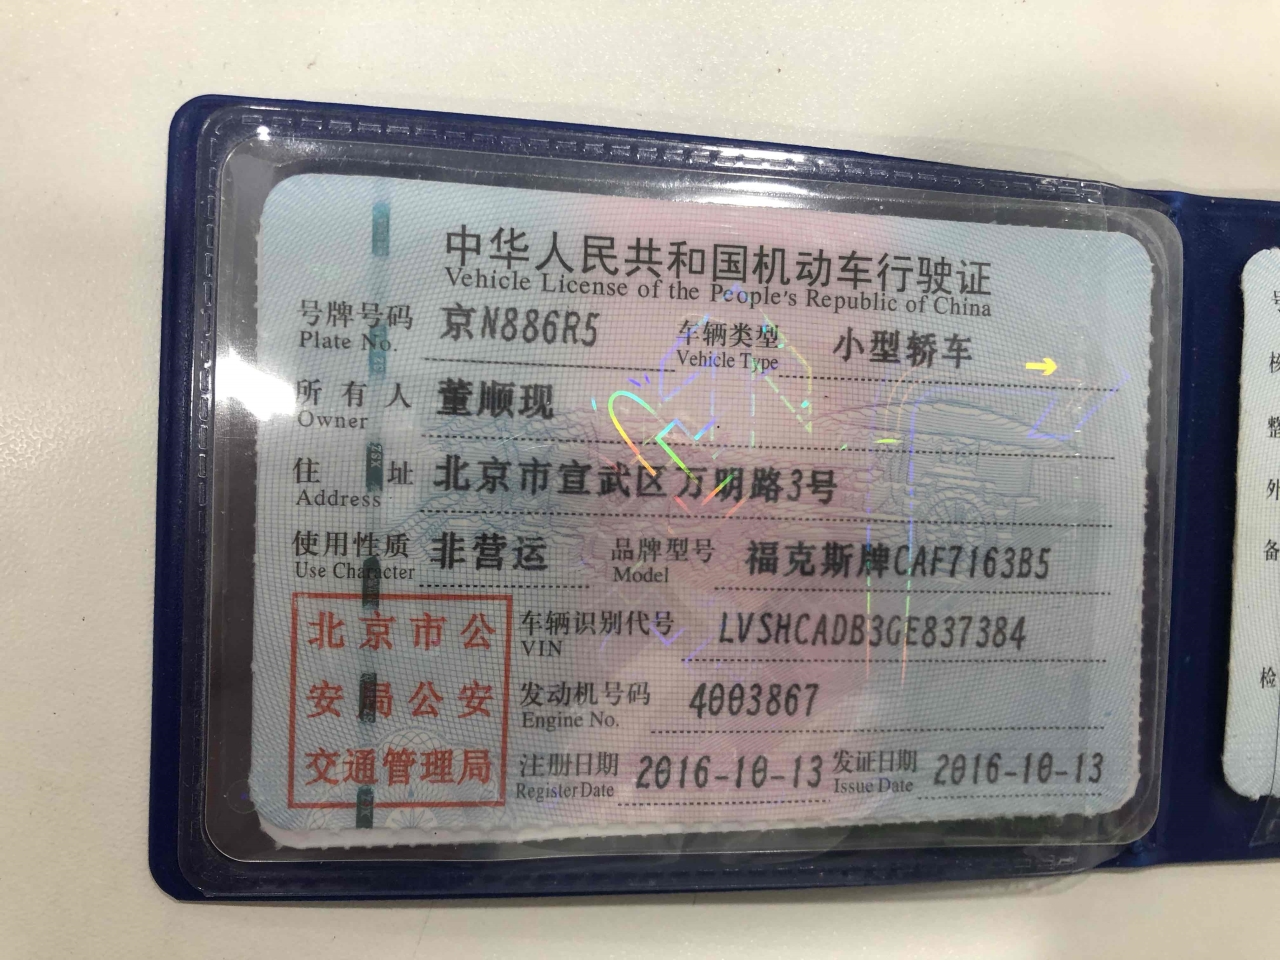 中华人民共和国机动车行驶证
Vehicle License of the People's Republic of China
号牌号码 京N886R5 车辆类型 小型轿车
Plate No. Vehicle Type
所有人 董顺现
Owner
住址 北京市宣武区万明路3号
Address
使用性质 非营运 品牌型号 福克斯牌CAF7163B5
Use Character Model
北京市公
安局公安
交通管理局
车辆识别代号 LVSHCADB3GE837384
VIN
发动机号码 4003867
Engine No.
注册日期 2016-10-13 发证日期 2016-10-13
Register Date Issue Date
号
核
整
外
备
检